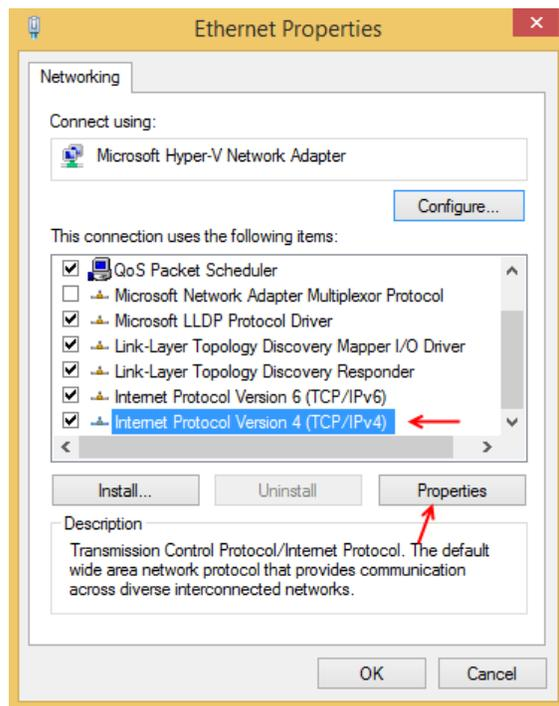 Ethernet Properties
Networking
Connect using:
Microsoft Hyper-V Network Adapter
Configure...
This connection uses the following items:
QoS Packet Scheduler
Microsoft Network Adapter Multiplexor Protocol
Microsoft LLDP Protocol Driver
Link-Layer Topology Discovery Mapper I/O Driver
Link-Layer Topology Discovery Responder
Internet Protocol Version 6 (TCP/IPv6)
Internet Protocol Version 4 (TCP/IPv4)
Install... Uninstall Properties
Description
Transmission Control Protocol/Internet Protocol. The default
wide area network protocol that provides communication
across diverse interconnected networks.
OK Cancel